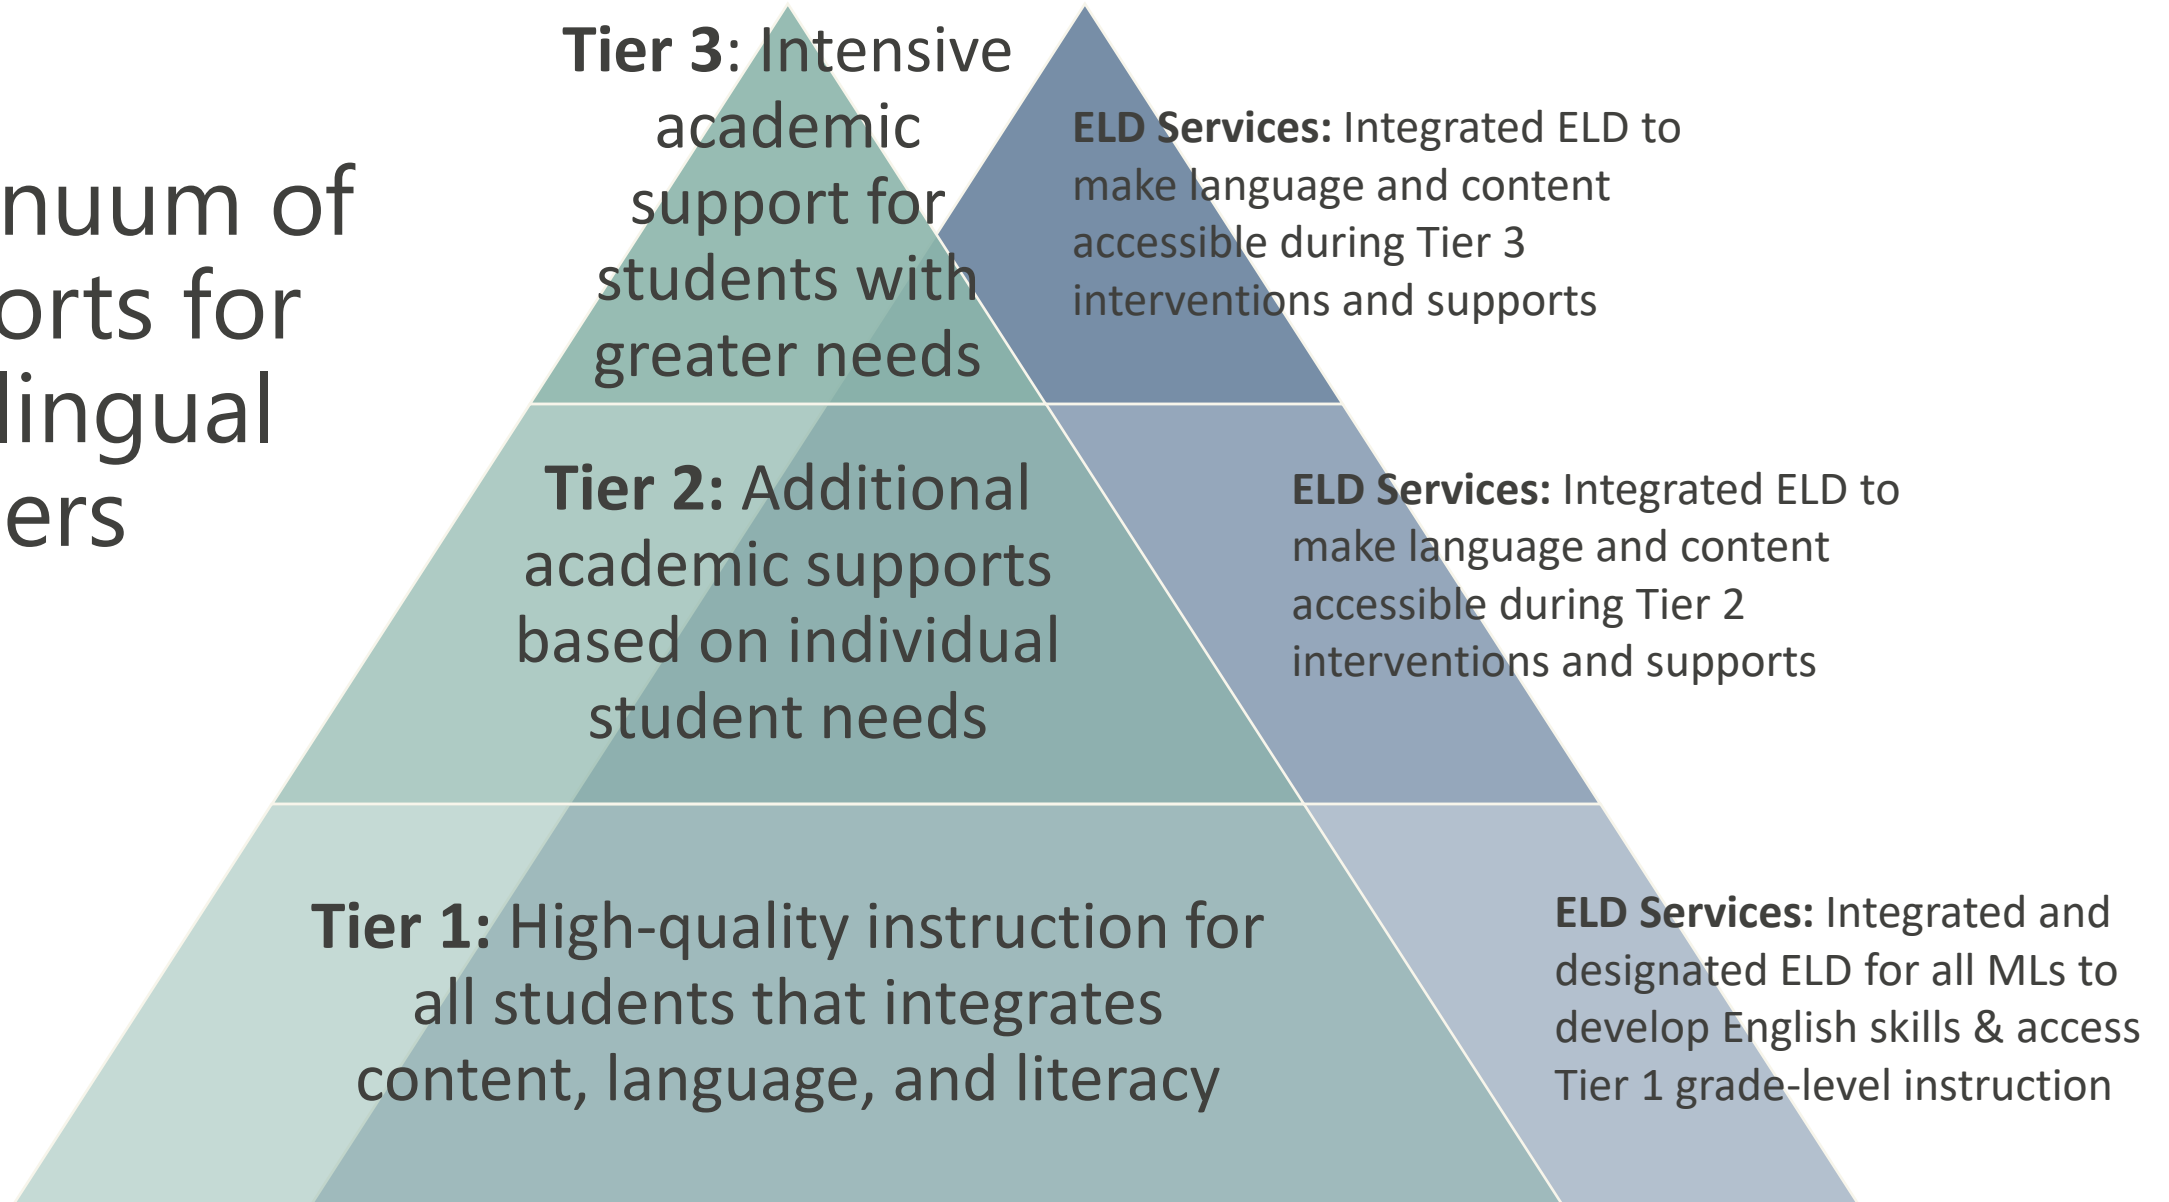 nuum of
orts for
lingual
ers
Tier 3: Intensive
academic
support for
students with
greater needs
ELD Services: Integrated ELD to
make language and content
accessible during Tier 3
interventions and supports
Tier 2: Additional
academic supports
based on individual
student needs
ELD Services: Integrated ELD to
make language and content
accessible during Tier 2
interventions and supports
Tier 1: High-quality instruction for
all students that integrates
content, language, and literacy
ELD Services: Integrated and
designated ELD for all MLs to
develop English skills & access
Tier 1 grade-level instruction